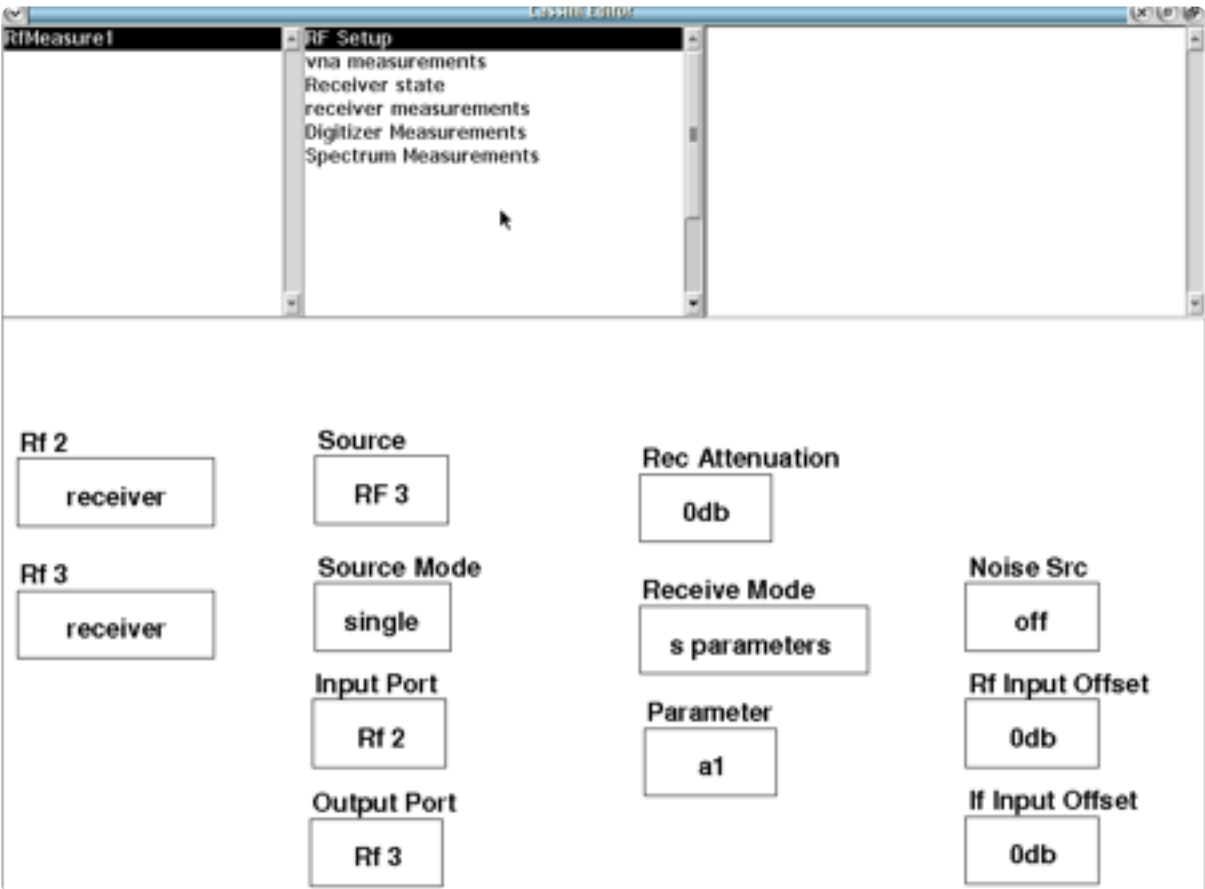 Cassini Editor
RfMeasure1
RF Setup
vna measurements
Receiver state
receiver measurements
Digitizer Measurements
Spectrum Measurements
Rf 2
receiver
Rf 3
receiver
Source
RF 3
Source Mode
single
Input Port
Rf 2
Output Port
Rf 3
Rec Attenuation
0db
Receive Mode
s parameters
Parameter
a1
Noise Src
off
Rf Input Offset
0db
If Input Offset
0db